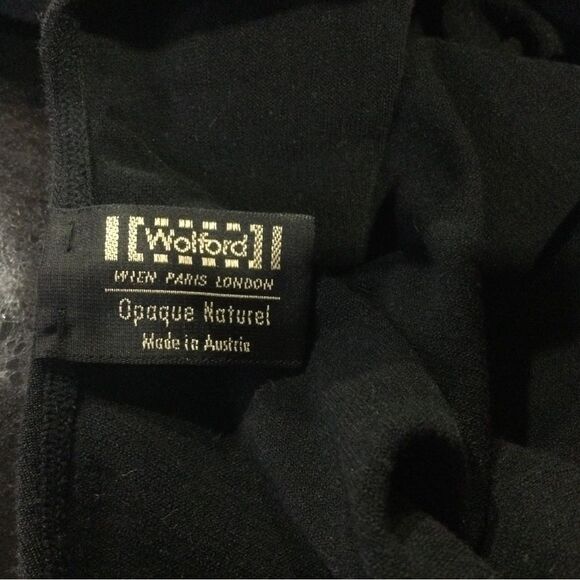 Wolford
WIEN PARIS LONDON
Opaque Naturel
Made in Austria